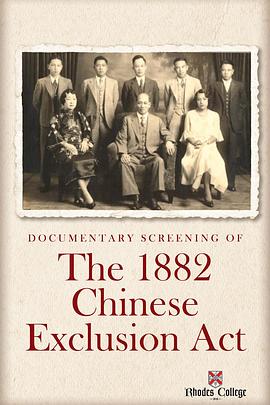 DOCUMENTARY SCREENING OF
The 1882
Chinese
Exclusion Act
Rhodes College